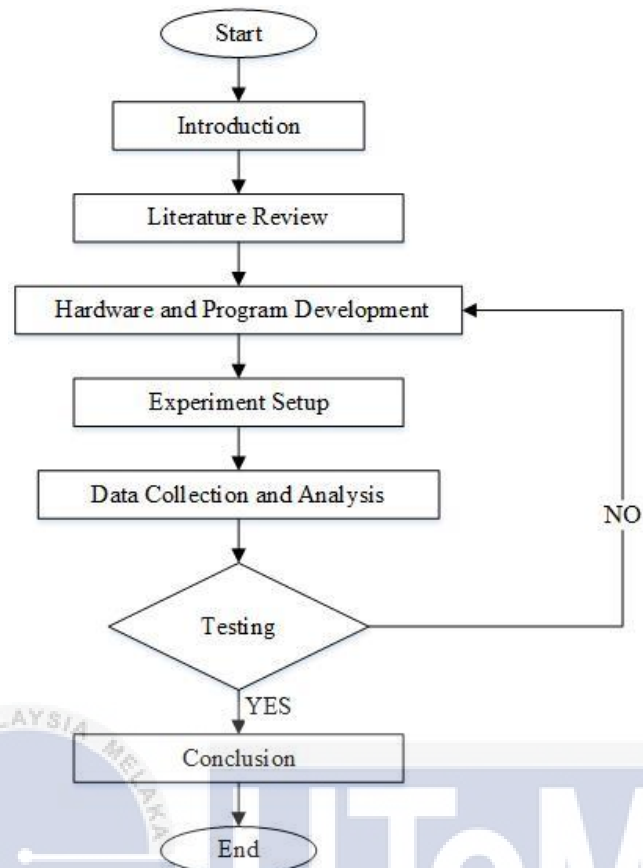 Start
Introduction
Literature Review
Hardware and Program Development
Experiment Setup
Data Collection and Analysis
NO
Testing
YES
Conclusion
End